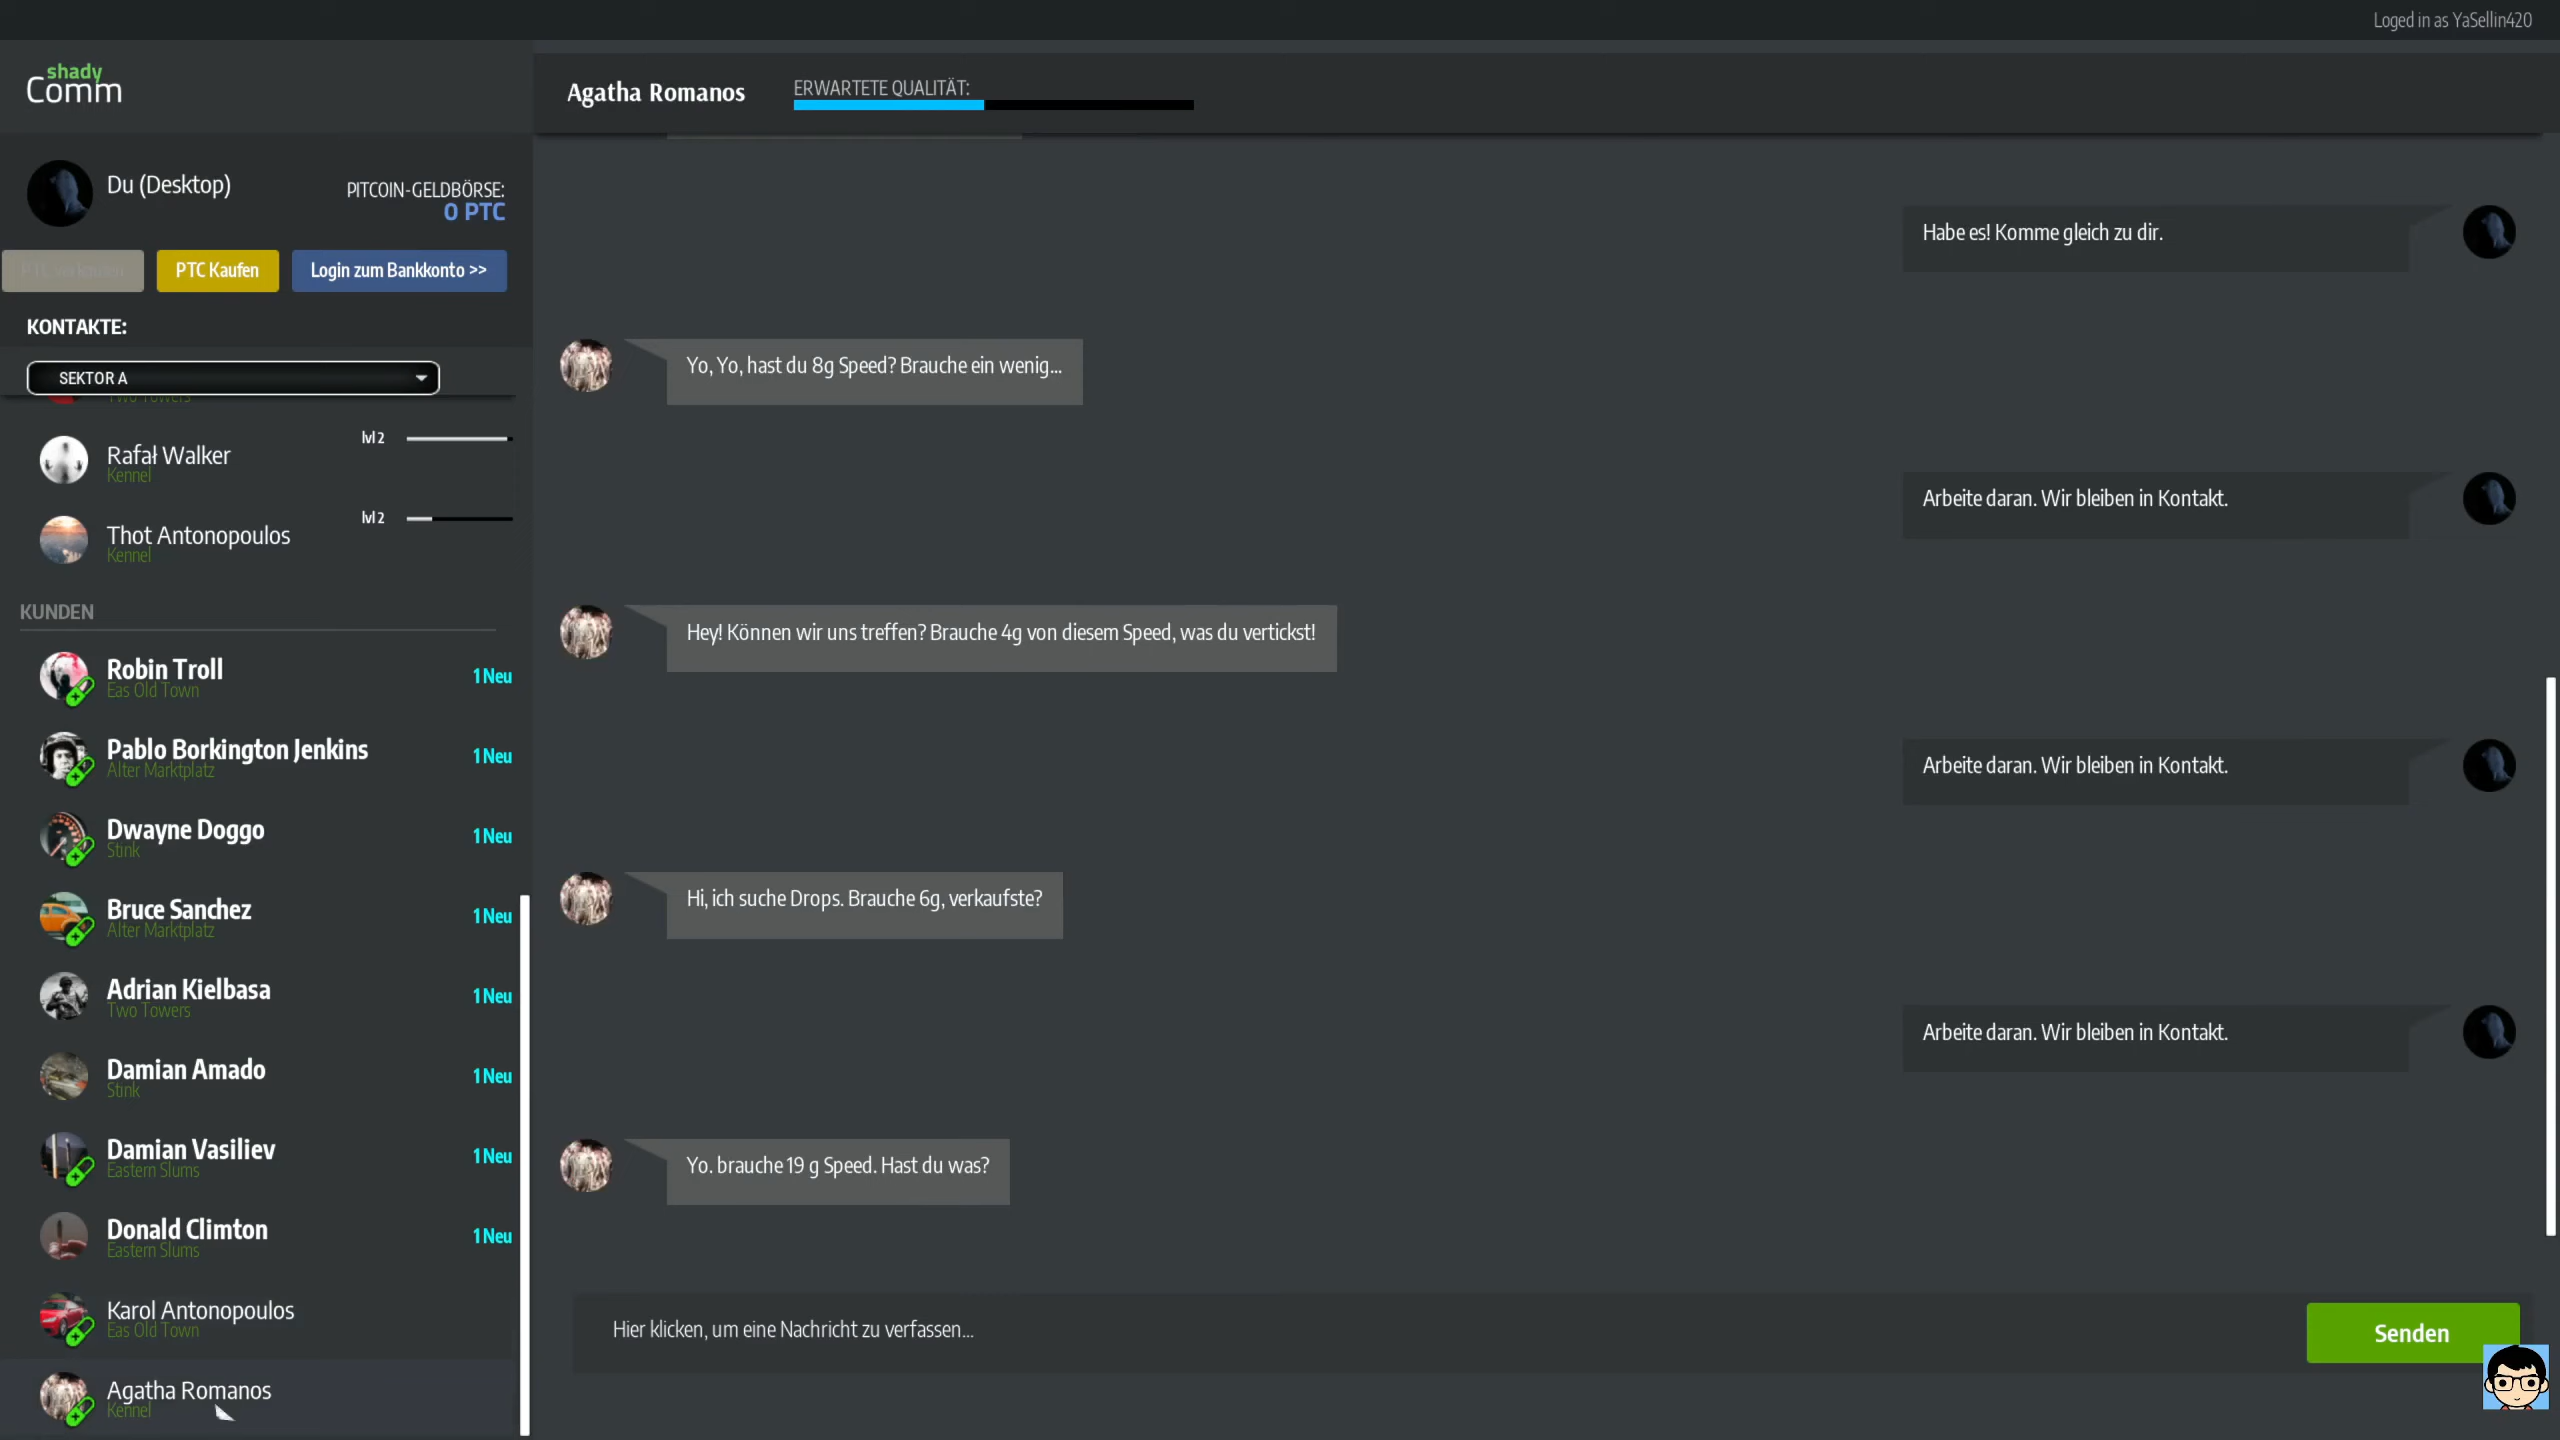 Loged in as YaSellin420
shady
Comm
Agatha Romanos
ERWARTETE QUALITÄT:
Du (Desktop)
PITCOIN-GELDBÖRSE:
0 PTC
PTC Kaufen
Login zum Bankkonto >>
KONTAKTE:
SEKTOR A
Two Towers
Rafał Walker
Kennel
lvl 2
Thot Antonopoulos
Kennel
lvl 2
KUNDEN
Robin Troll
Eas Old Town
1 Neu
Pablo Borkington Jenkins
Alter Marktplatz
1 Neu
Dwayne Doggo
Stink
1 Neu
Bruce Sanchez
Alter Marktplatz
1 Neu
Adrian Kielbasa
Two Towers
1 Neu
Damian Amado
Stink
1 Neu
Damian Vasiliev
Eastern Slums
1 Neu
Donald Climton
Eastern Slums
1 Neu
Karol Antonopoulos
Eas Old Town
Agatha Romanos
Kennel
Habe es! Komme gleich zu dir.
Yo, Yo, hast du 8g Speed? Brauche ein wenig...
Arbeite daran. Wir bleiben in Kontakt.
Hey! Können wir uns treffen? Brauche 4g von diesem Speed, was du vertickst!
Arbeite daran. Wir bleiben in Kontakt.
Hi, ich suche Drops. Brauche 6g, verkaufste?
Arbeite daran. Wir bleiben in Kontakt.
Yo. brauche 19 g Speed. Hast du was?
Hier klicken, um eine Nachricht zu verfassen...
Senden